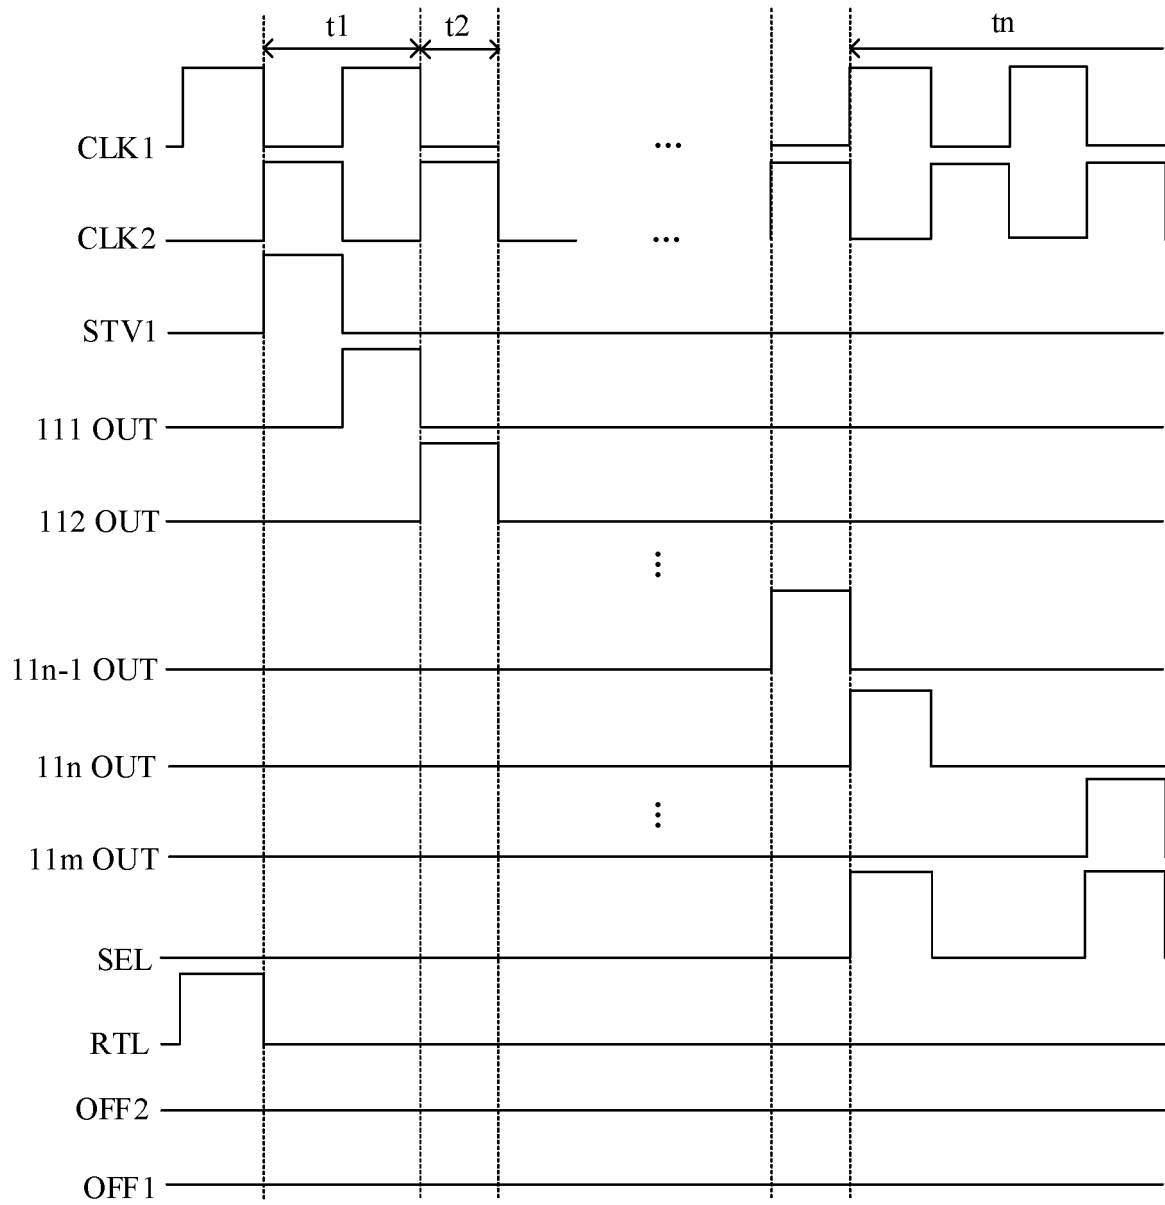 t1
t2
tn
CLK1
...
CLK2
...
STV1
111 OUT
112 OUT
11n-1 OUT
11n OUT
11m OUT
SEL
RTL
OFF2
OFF1